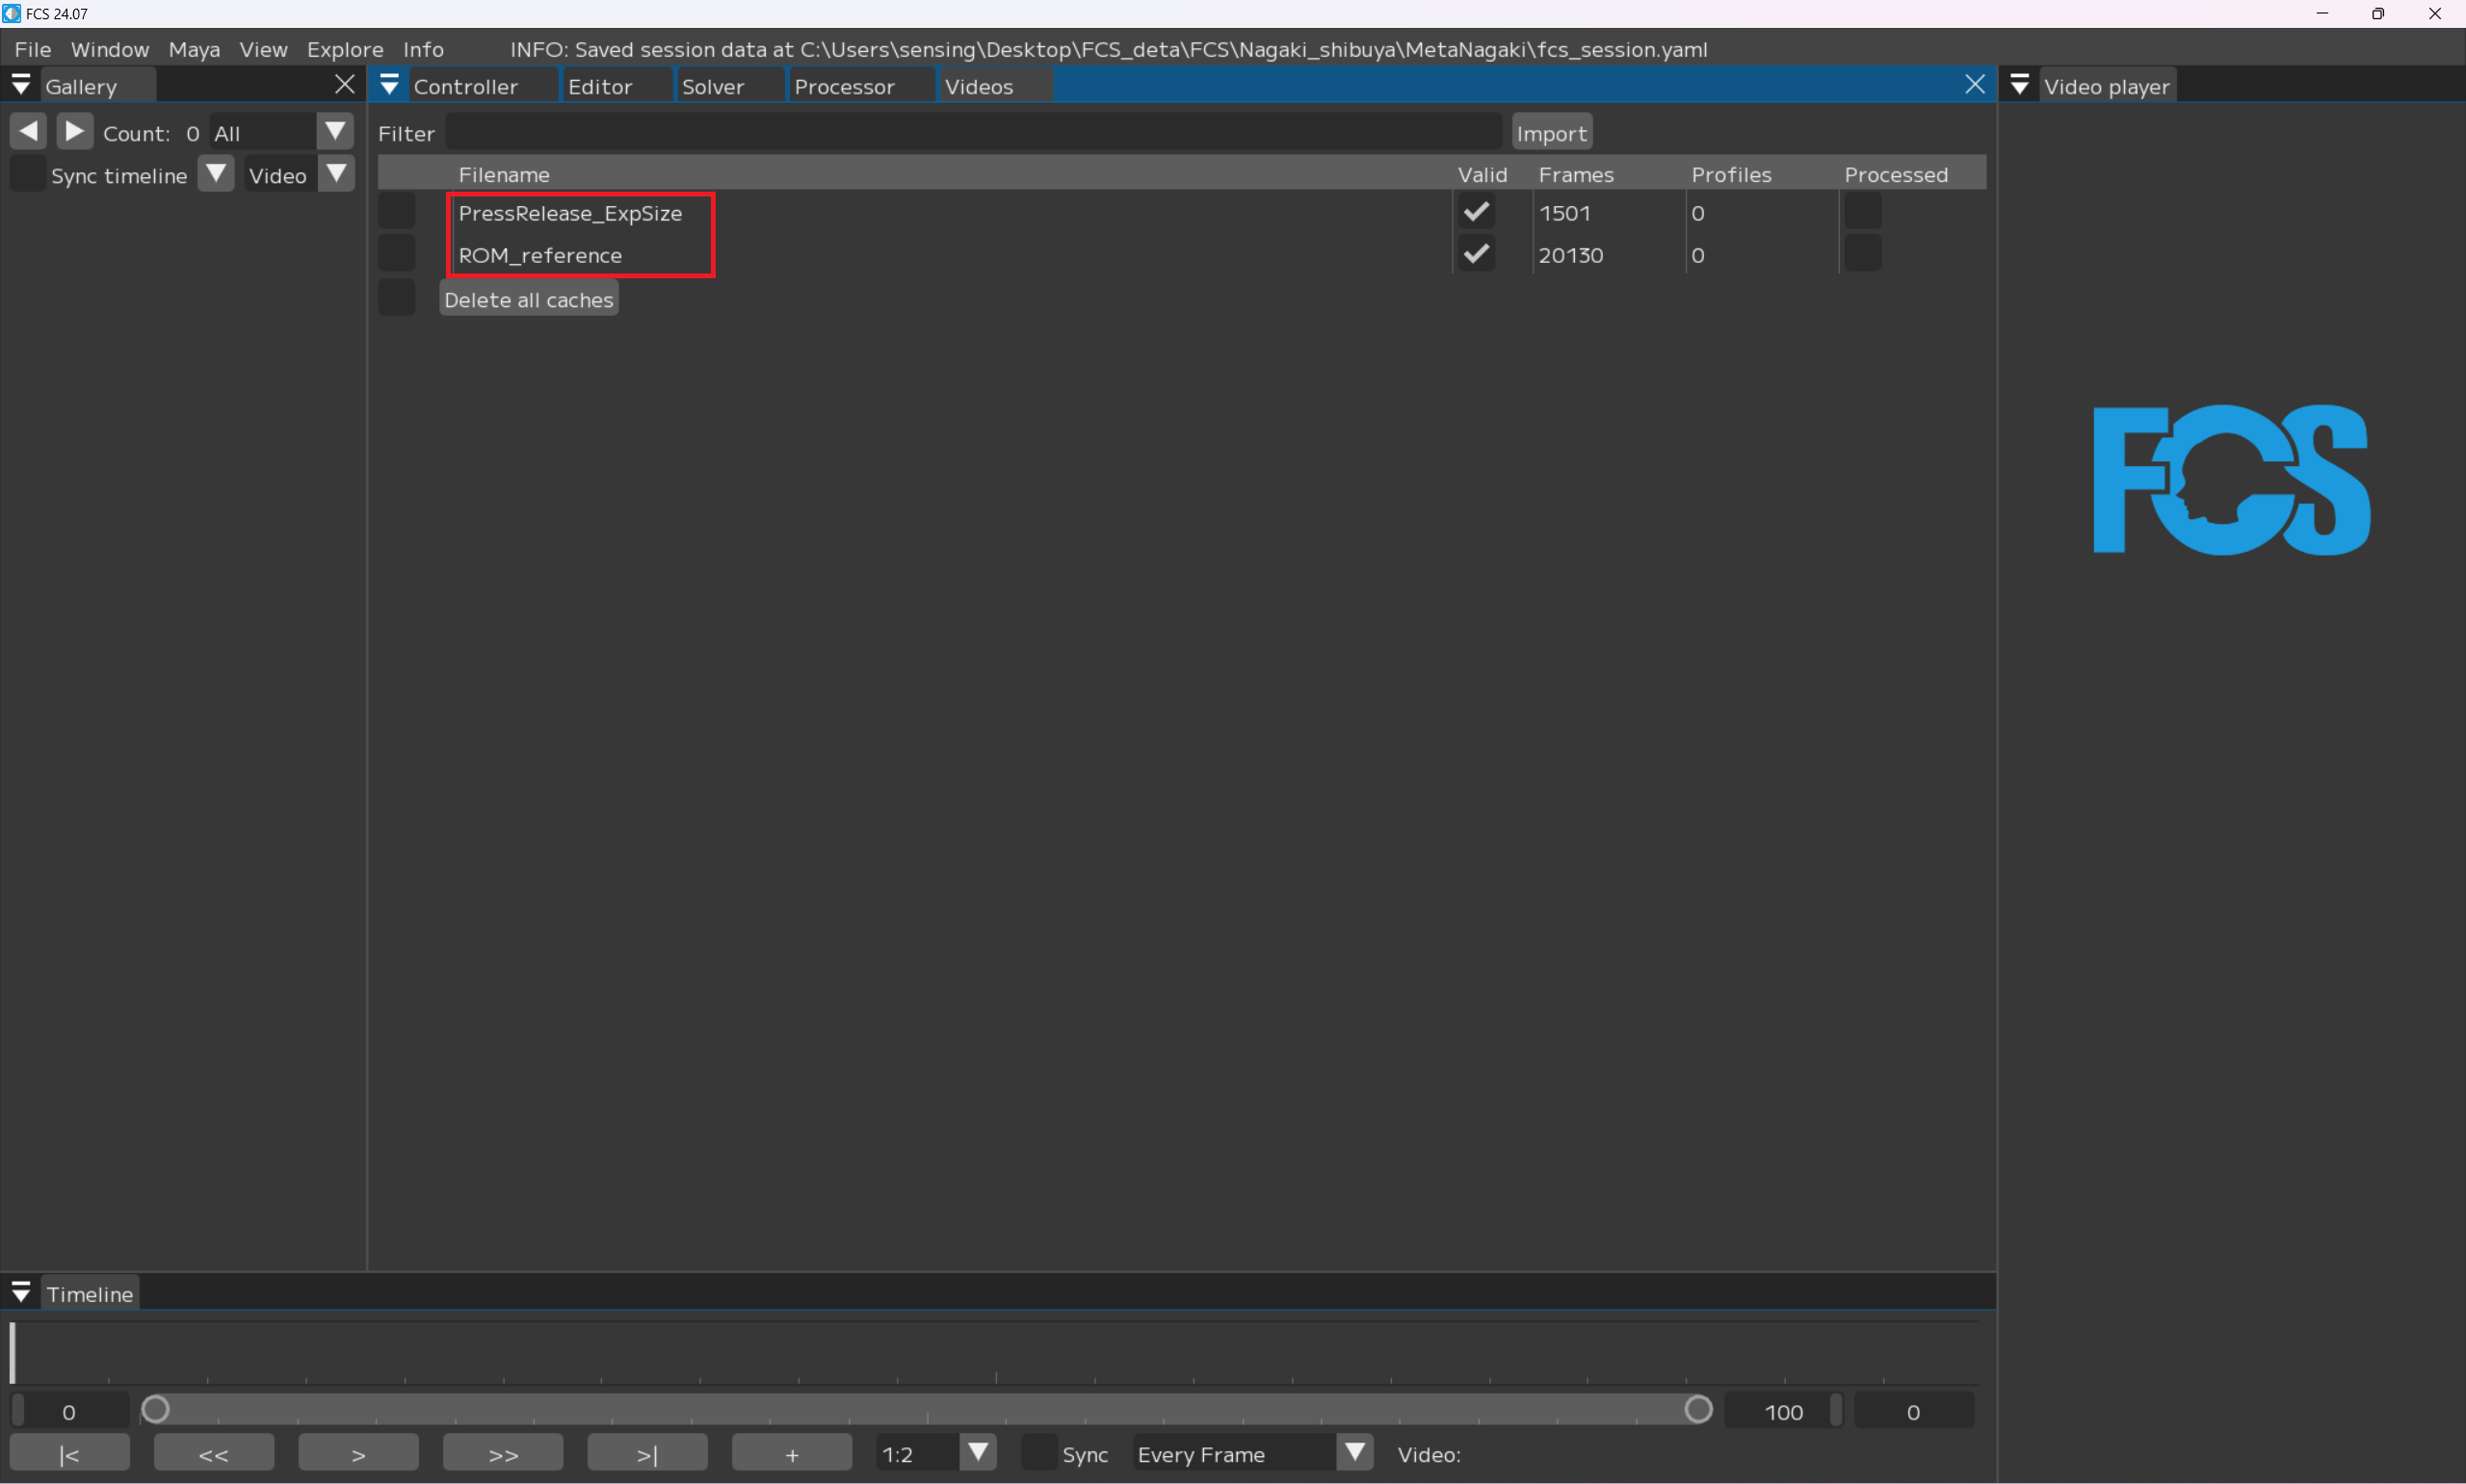 FCS 24.07
File Window Maya View Explore Info INFO: Saved session data at C:\Users\sensing\Desktop\FCS_deta\FCS\Nagaki_shibuya\MetaNagaki\fcs_session.yaml
Gallery
Controller Editor Solver Processor Videos
Video player
Count: 0 All
Filter Import
Sync timeline Video
Filename Valid Frames Profiles Processed
PressRelease_ExpSize 1501 0
ROM_reference 20130 0
Delete all caches
FCS
Timeline
0 100 0
|< << > >> >| + 1:2 Sync Every Frame Video: